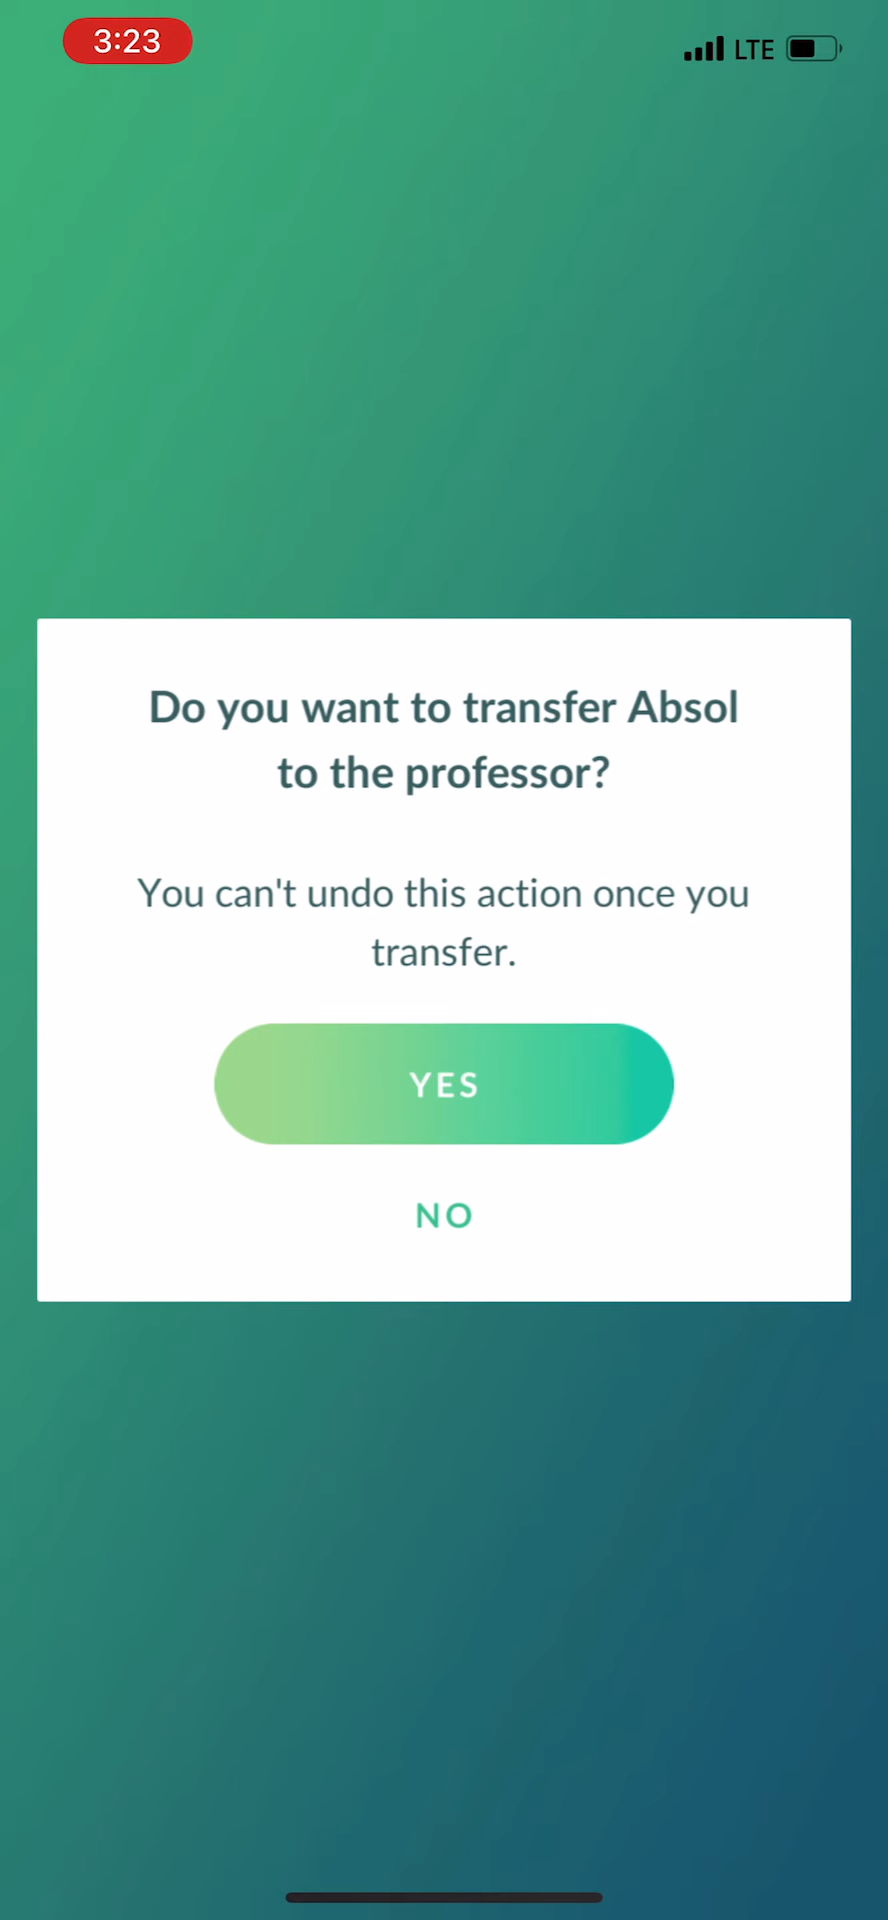 3:23
LTE
Do you want to transfer Absol
to the professor?
You can't undo this action once you
transfer.
YES
NO